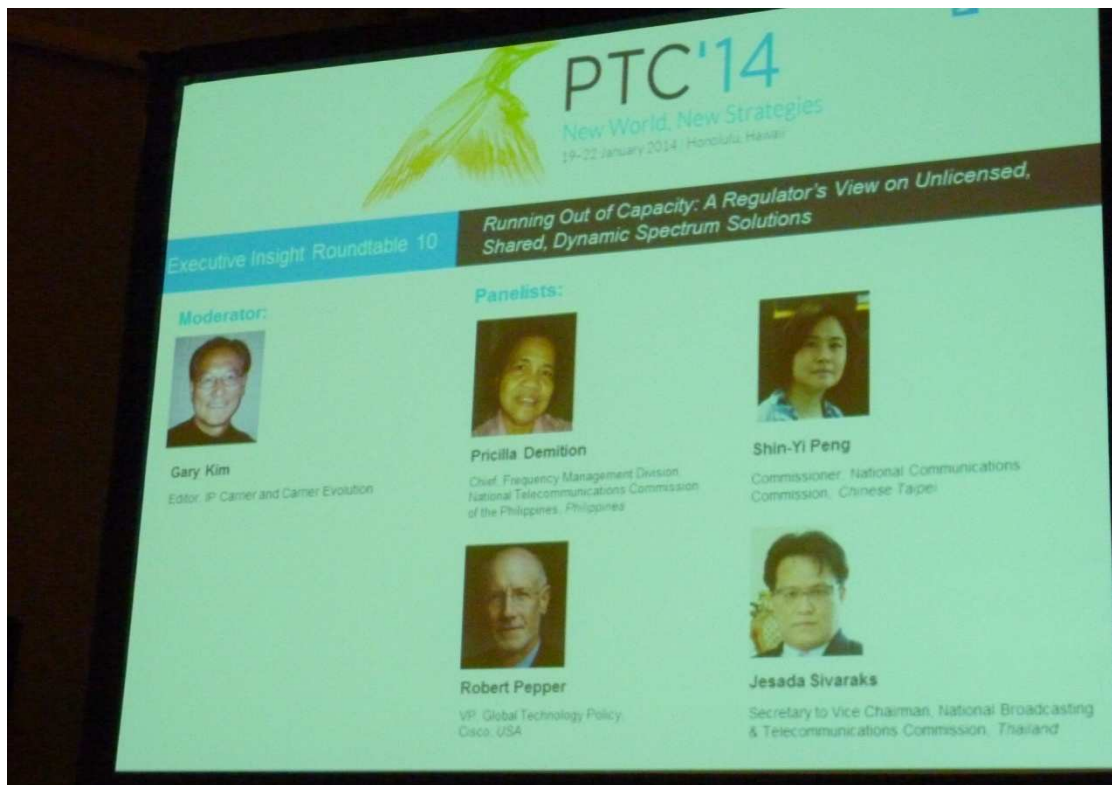 PTC'14
New World, New Strategies
19–22 January 2014 | Honolulu, Hawaii
Executive Insight Roundtable 10
Running Out of Capacity: A Regulator's View on Unlicensed,
Shared, Dynamic Spectrum Solutions
Moderator:
Gary Kim
Editor, IP Carrier and Carrier Evolution
Panelists:
Pricilla Demition
Chief, Frequency Management Division,
National Telecommunications Commission
of the Philippines, Philippines
Shin-Yi Peng
Commissioner, National Communications
Commission, Chinese Taipei
Robert Pepper
VP, Global Technology Policy,
Cisco, USA
Jesada Sivaraks
Secretary to Vice Chairman, National Broadcasting
& Telecommunications Commission, Thailand